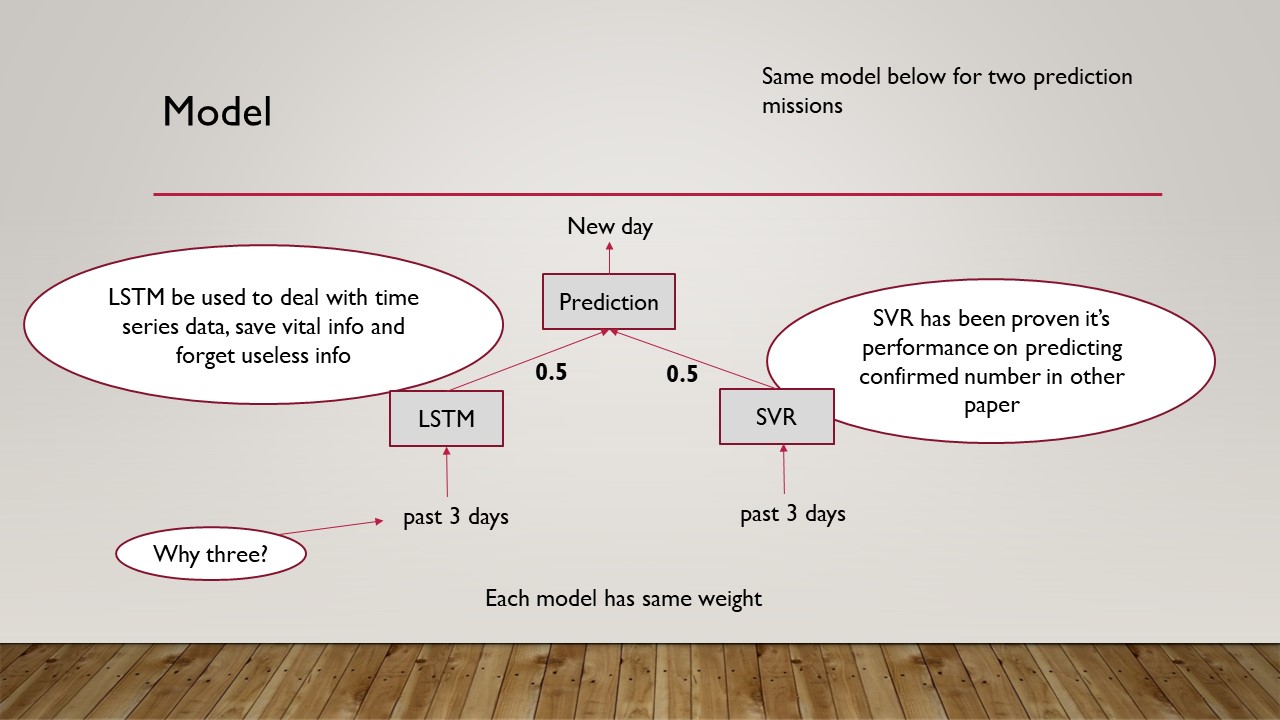 Model
Same model below for two prediction
missions
New day
Prediction
LSTM be used to deal with time
series data, save vital info and
forget useless info
SVR has been proven it’s
performance on predicting
confirmed number in other
paper
0.5
0.5
LSTM
SVR
past 3 days
past 3 days
Why three?
Each model has same weight